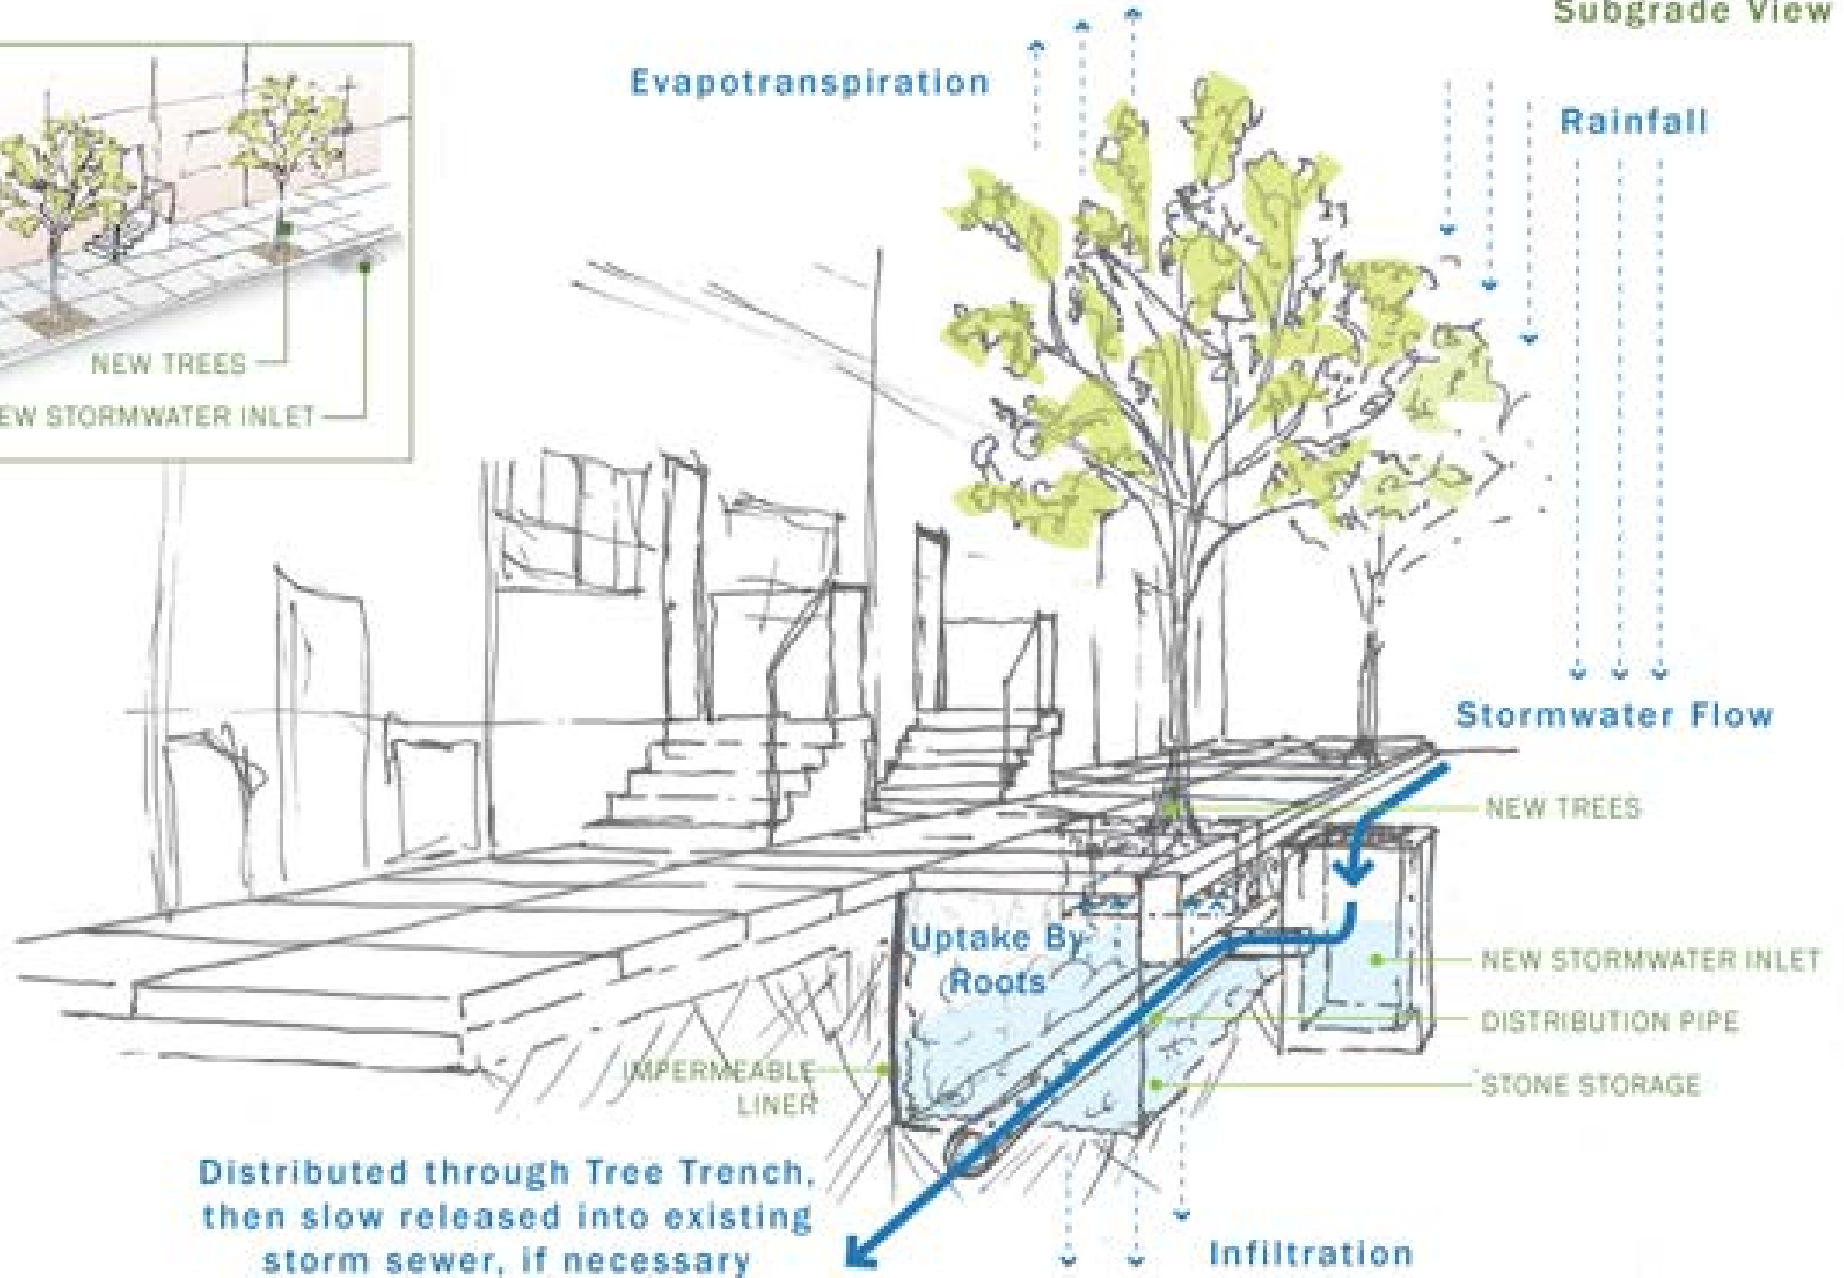 Subgrade View
Evapotranspiration
Rainfall
NEW TREES
EW STORMWATER INLET
Stormwater Flow
NEW TREES
Uptake By
Roots
NEW STORMWATER INLET
DISTRIBUTION PIPE
IMPERMEABLE
LINER
STONE STORAGE
Distributed through Tree Trench,
then slow released into existing
storm sewer, if necessary
Infiltration